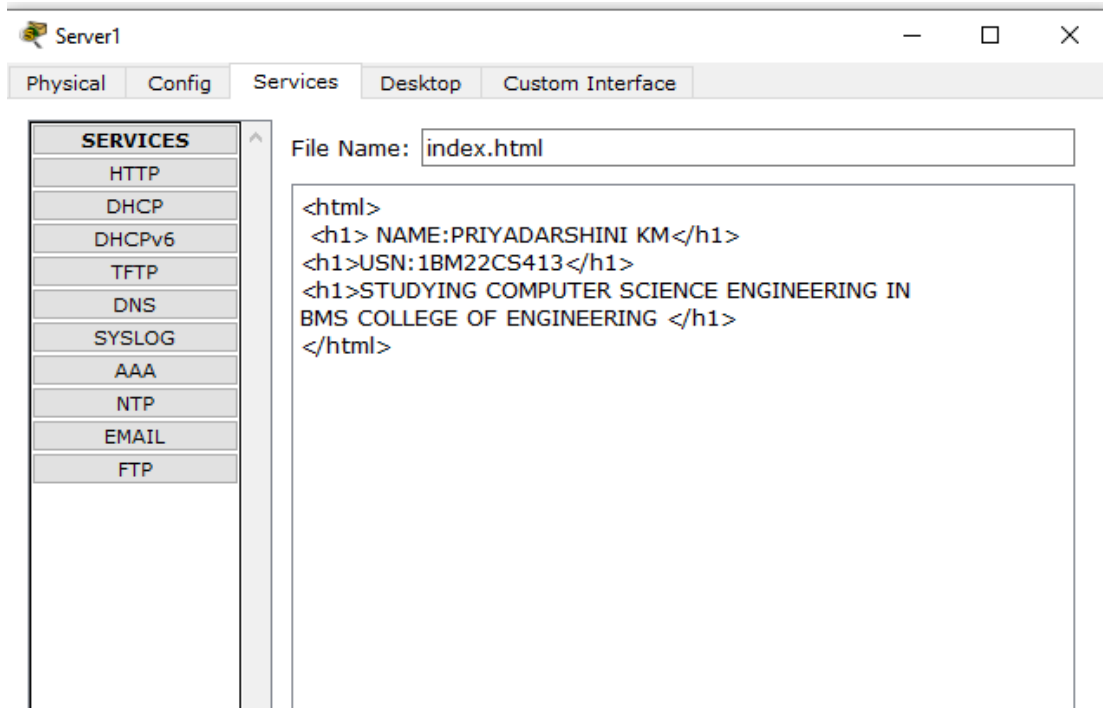 Server1
Physical Config Services Desktop Custom Interface
SERVICES
HTTP
DHCP
DHCPv6
TFTP
DNS
SYSLOG
AAA
NTP
EMAIL
FTP
File Name: index.html
<html>
<h1> NAME:PRIYADARSHINI KM</h1>
<h1>USN:1BM22CS413</h1>
<h1>STUDYING COMPUTER SCIENCE ENGINEERING IN
BMS COLLEGE OF ENGINEERING </h1>
</html>